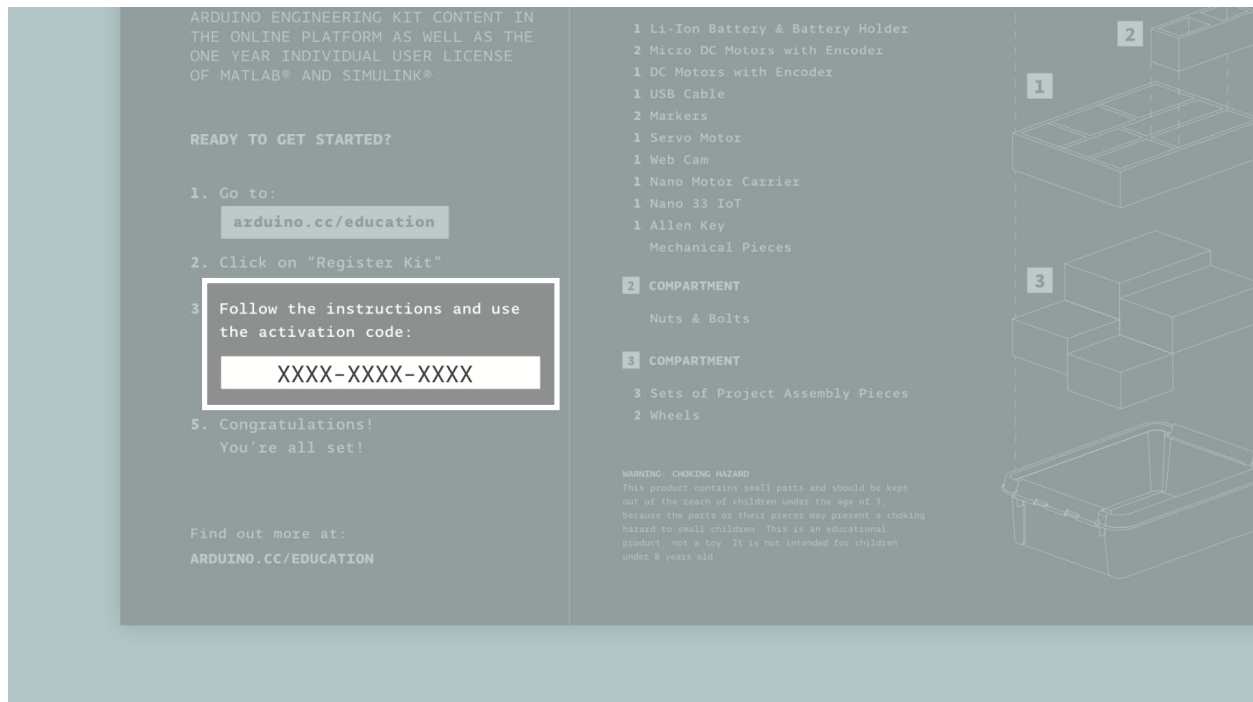 ARDUINO ENGINEERING KIT CONTENT IN
THE ONLINE PLATFORM AS WELL AS THE
ONE YEAR INDIVIDUAL USER LICENSE
OF MATLAB® AND SIMULINK®.
READY TO GET STARTED?
1. Go to:
arduino.cc/education
2. Click on “Register Kit”
3 Follow the instructions and use
the activation code:
XXXX-XXXX-XXXX
5. Congratulations!
You're all set!
Find out more at:
ARDUINO.CC/EDUCATION
1 Li-Ion Battery & Battery Holder
2 Micro DC Motors with Encoder
1 DC Motors with Encoder
1 USB Cable
2 Markers
1 Servo Motor
1 Web Cam
1 Nano Motor Carrier
1 Nano 33 IoT
1 Allen Key
Mechanical Pieces
2 COMPARTMENT
Nuts & Bolts
3 COMPARTMENT
3 Sets of Project Assembly Pieces
2 Wheels
WARNING: CHOKING HAZARD
This product contains small parts and should be kept
out of the reach of children under the age of 3
because the parts or their pieces may present a choking
hazard to small children. This is an educational
product, not a toy. It is not intended for children
under 8 years old.
2
1
3